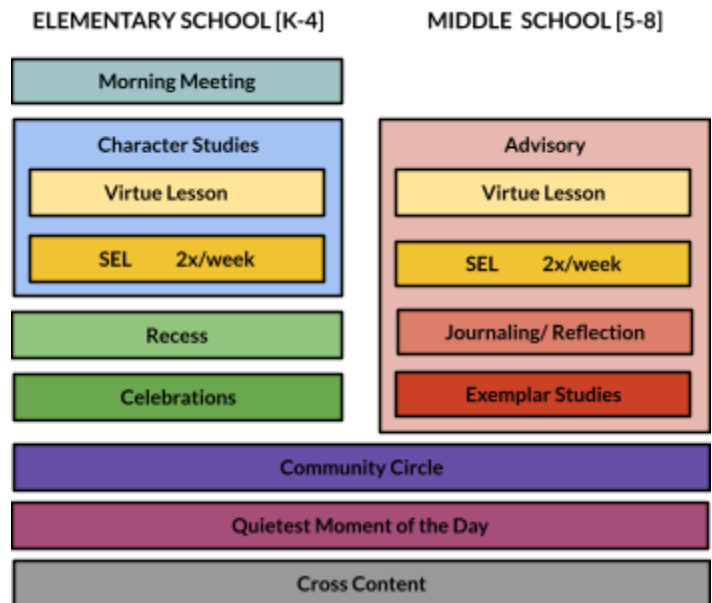 ELEMENTARY SCHOOL [K-4]
MIDDLE SCHOOL [5-8]
Morning Meeting
Character Studies
Virtue Lesson
SEL 2x/week
Recess
Celebrations
Advisory
Virtue Lesson
SEL 2x/week
Journaling/ Reflection
Exemplar Studies
Community Circle
Quietest Moment of the Day
Cross Content